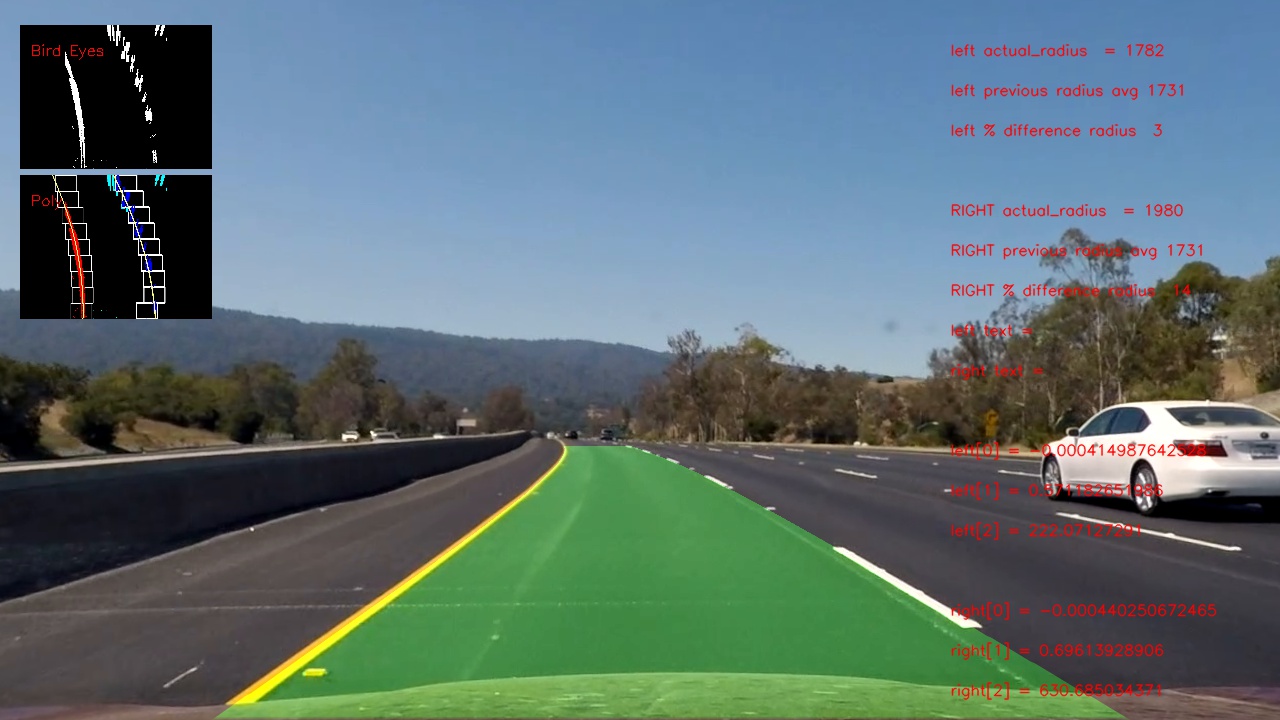 Bird Eyes
Poly
left actual_radius = 1782
left previous radius avg 1731
left % difference radius 3
RIGHT actual_radius = 1980
RIGHT previous radius avg 1731
RIGHT % difference radius 14
left text =
right text =
left[0] = -0.000414987642328
left[1] = 0.571182651986
left[2] = 222.07127291
right[0] = -0.000440250672465
right[1] = 0.69613928906
right[2] = 630.685034371